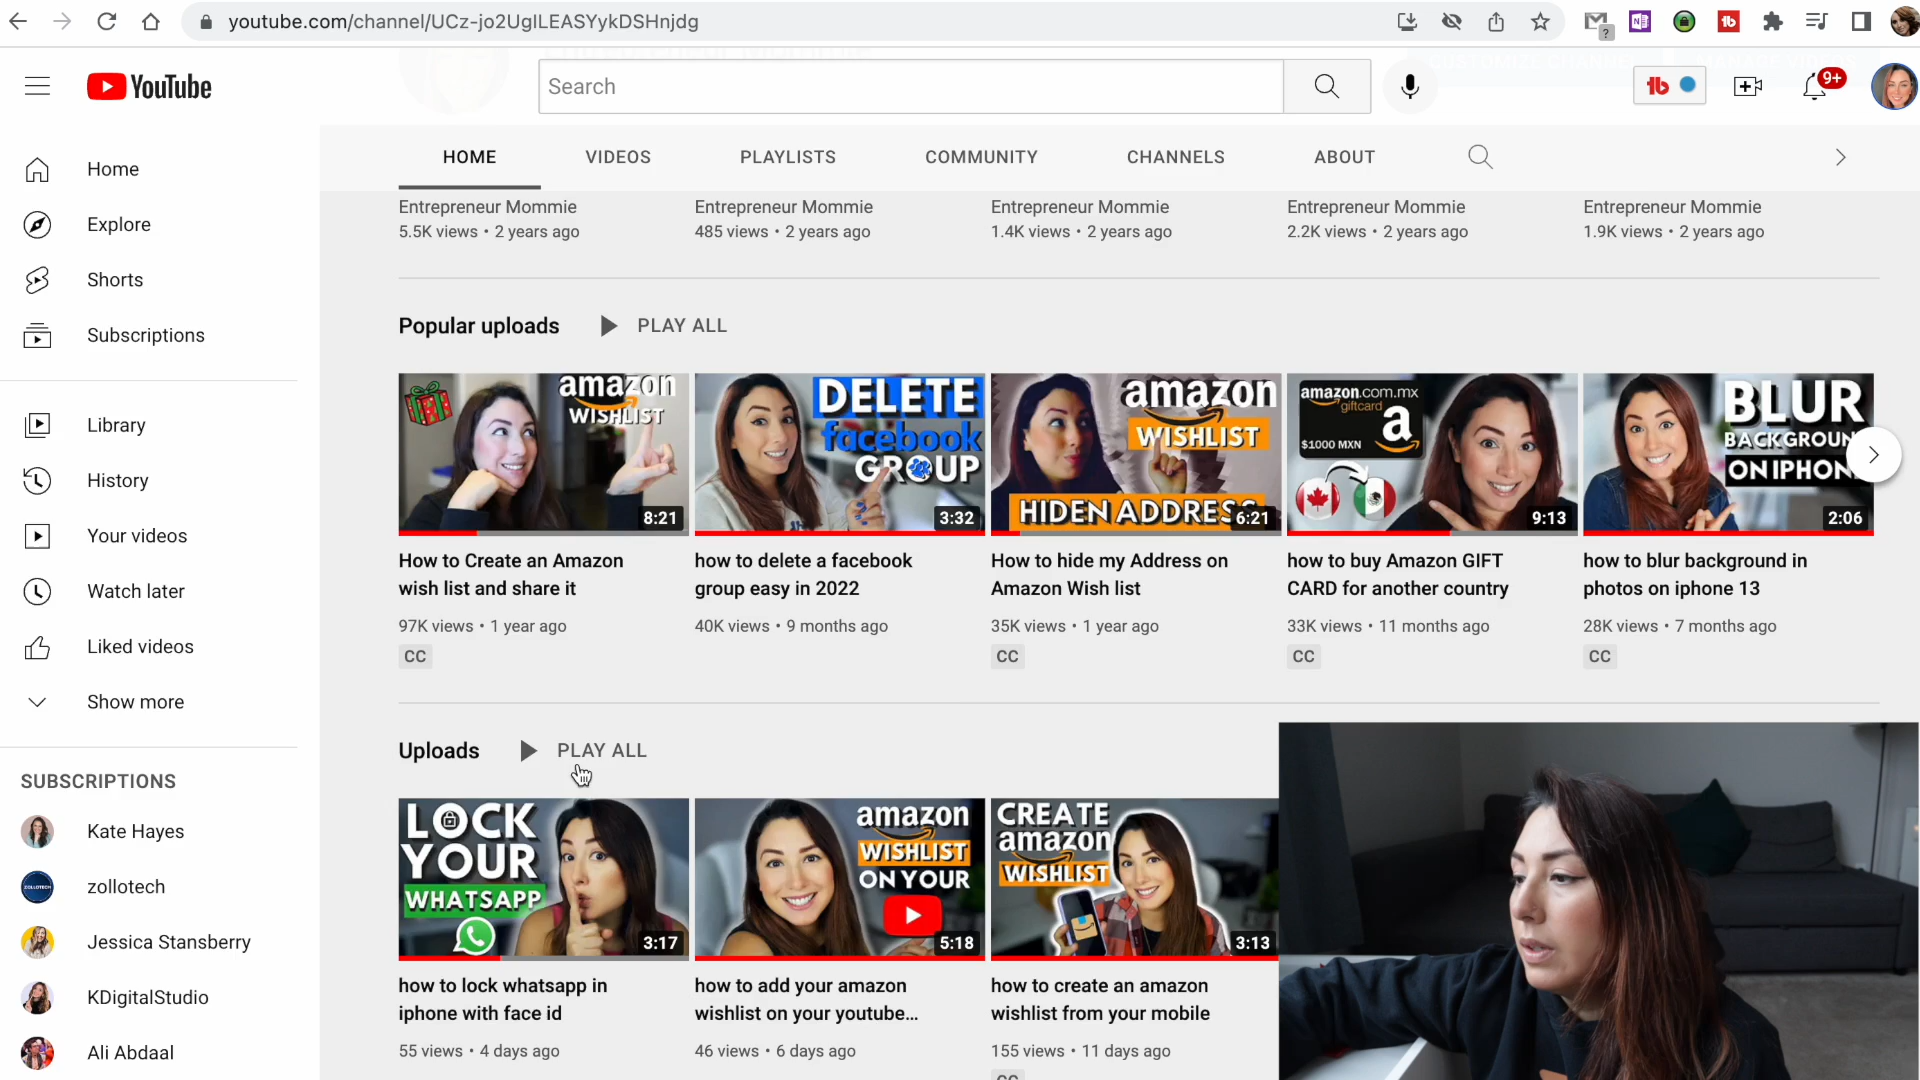 youtube.com/channel/UCz-jo2UgILEASYykDSHnjdg
YouTube
Search
9+
HOME VIDEOS PLAYLISTS COMMUNITY CHANNELS ABOUT
Home
Explore
Shorts
Subscriptions
Library
History
Your videos
Watch later
Liked videos
Show more
SUBSCRIPTIONS
Kate Hayes
zollotech
Jessica Stansberry
KDigitalStudio
Ali Abdaal
Entrepreneur Mommie
5.5K views • 2 years ago
Entrepreneur Mommie
485 views • 2 years ago
Entrepreneur Mommie
1.4K views • 2 years ago
Entrepreneur Mommie
2.2K views • 2 years ago
Entrepreneur Mommie
1.9K views • 2 years ago
Popular uploads PLAY ALL
amazon
WISHLIST
8:21
How to Create an Amazon
wish list and share it
97K views • 1 year ago
CC
DELETE
facebook
GROUP
3:32
how to delete a facebook
group easy in 2022
40K views • 9 months ago
amazon
WISHLIST
HIDEN ADDRESS
6:21
How to hide my Address on
Amazon Wish list
35K views • 1 year ago
CC
amazon.com.mx
giftcard
a
$1000 MXN
9:13
how to buy Amazon GIFT
CARD for another country
33K views • 11 months ago
CC
BLUR
BACKGROUN
ON IPHON
2:06
how to blur background in
photos on iphone 13
28K views • 7 months ago
CC
Uploads PLAY ALL
LOCK
YOUR
WHATSAPP
3:17
how to lock whatsapp in
iphone with face id
55 views • 4 days ago
amazon
WISHLIST
ON YOUR
5:18
how to add your amazon
wishlist on your youtube...
46 views • 6 days ago
CREATE
amazon
WISHLIST
3:13
how to create an amazon
wishlist from your mobile
155 views • 11 days ago
CC